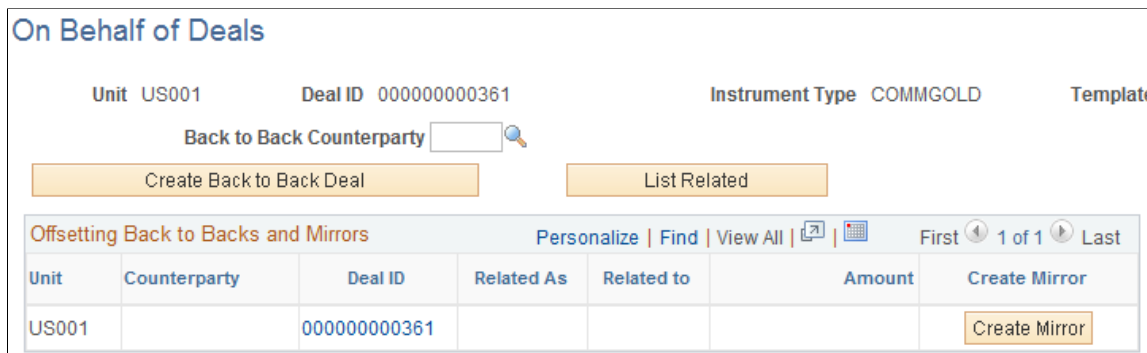 On Behalf of Deals
Unit US001 Deal ID 000000000361 Instrument Type COMMGOLD Template
Back to Back Counterparty
Create Back to Back Deal List Related
Offsetting Back to Backs and Mirrors Personalize | Find | View All | | First 1 of 1 Last
Unit Counterparty Deal ID Related As Related to Amount Create Mirror
US001 000000000361 Create Mirror